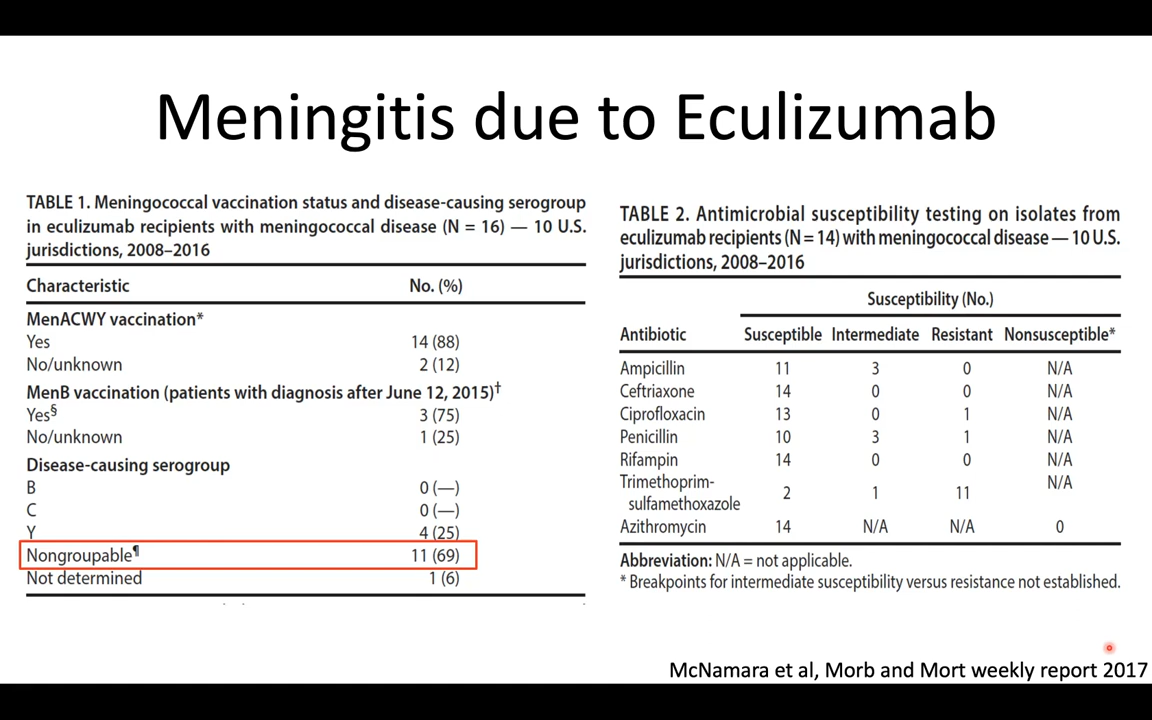 Meningitis due to Eculizumab
TABLE 1. Meningococcal vaccination status and disease-causing serogroup
in eculizumab recipients with meningococcal disease (N = 16) — 10 U.S.
jurisdictions, 2008–2016
Characteristic No. (%)
MenACWY vaccination*
Yes 14 (88)
No/unknown 2 (12)
MenB vaccination (patients with diagnosis after June 12, 2015)†
Yes§ 3 (75)
No/unknown 1 (25)
Disease-causing serogroup
B 0 (—)
C 0 (—)
Y 4 (25)
Nongroupable¶ 11 (69)
Not determined 1 (6)
TABLE 2. Antimicrobial susceptibility testing on isolates from
eculizumab recipients (N = 14) with meningococcal disease — 10 U.S.
jurisdictions, 2008–2016
Susceptibility (No.)
Antibiotic Susceptible Intermediate Resistant Nonsusceptible*
Ampicillin 11 3 0 N/A
Ceftriaxone 14 0 0 N/A
Ciprofloxacin 13 0 1 N/A
Penicillin 10 3 1 N/A
Rifampin 14 0 0 N/A
Trimethoprim-
sulfamethoxazole 2 1 11 N/A
Azithromycin 14 N/A N/A 0
Abbreviation: N/A = not applicable.
* Breakpoints for intermediate susceptibility versus resistance not established.
McNamara et al, Morb and Mort weekly report 2017